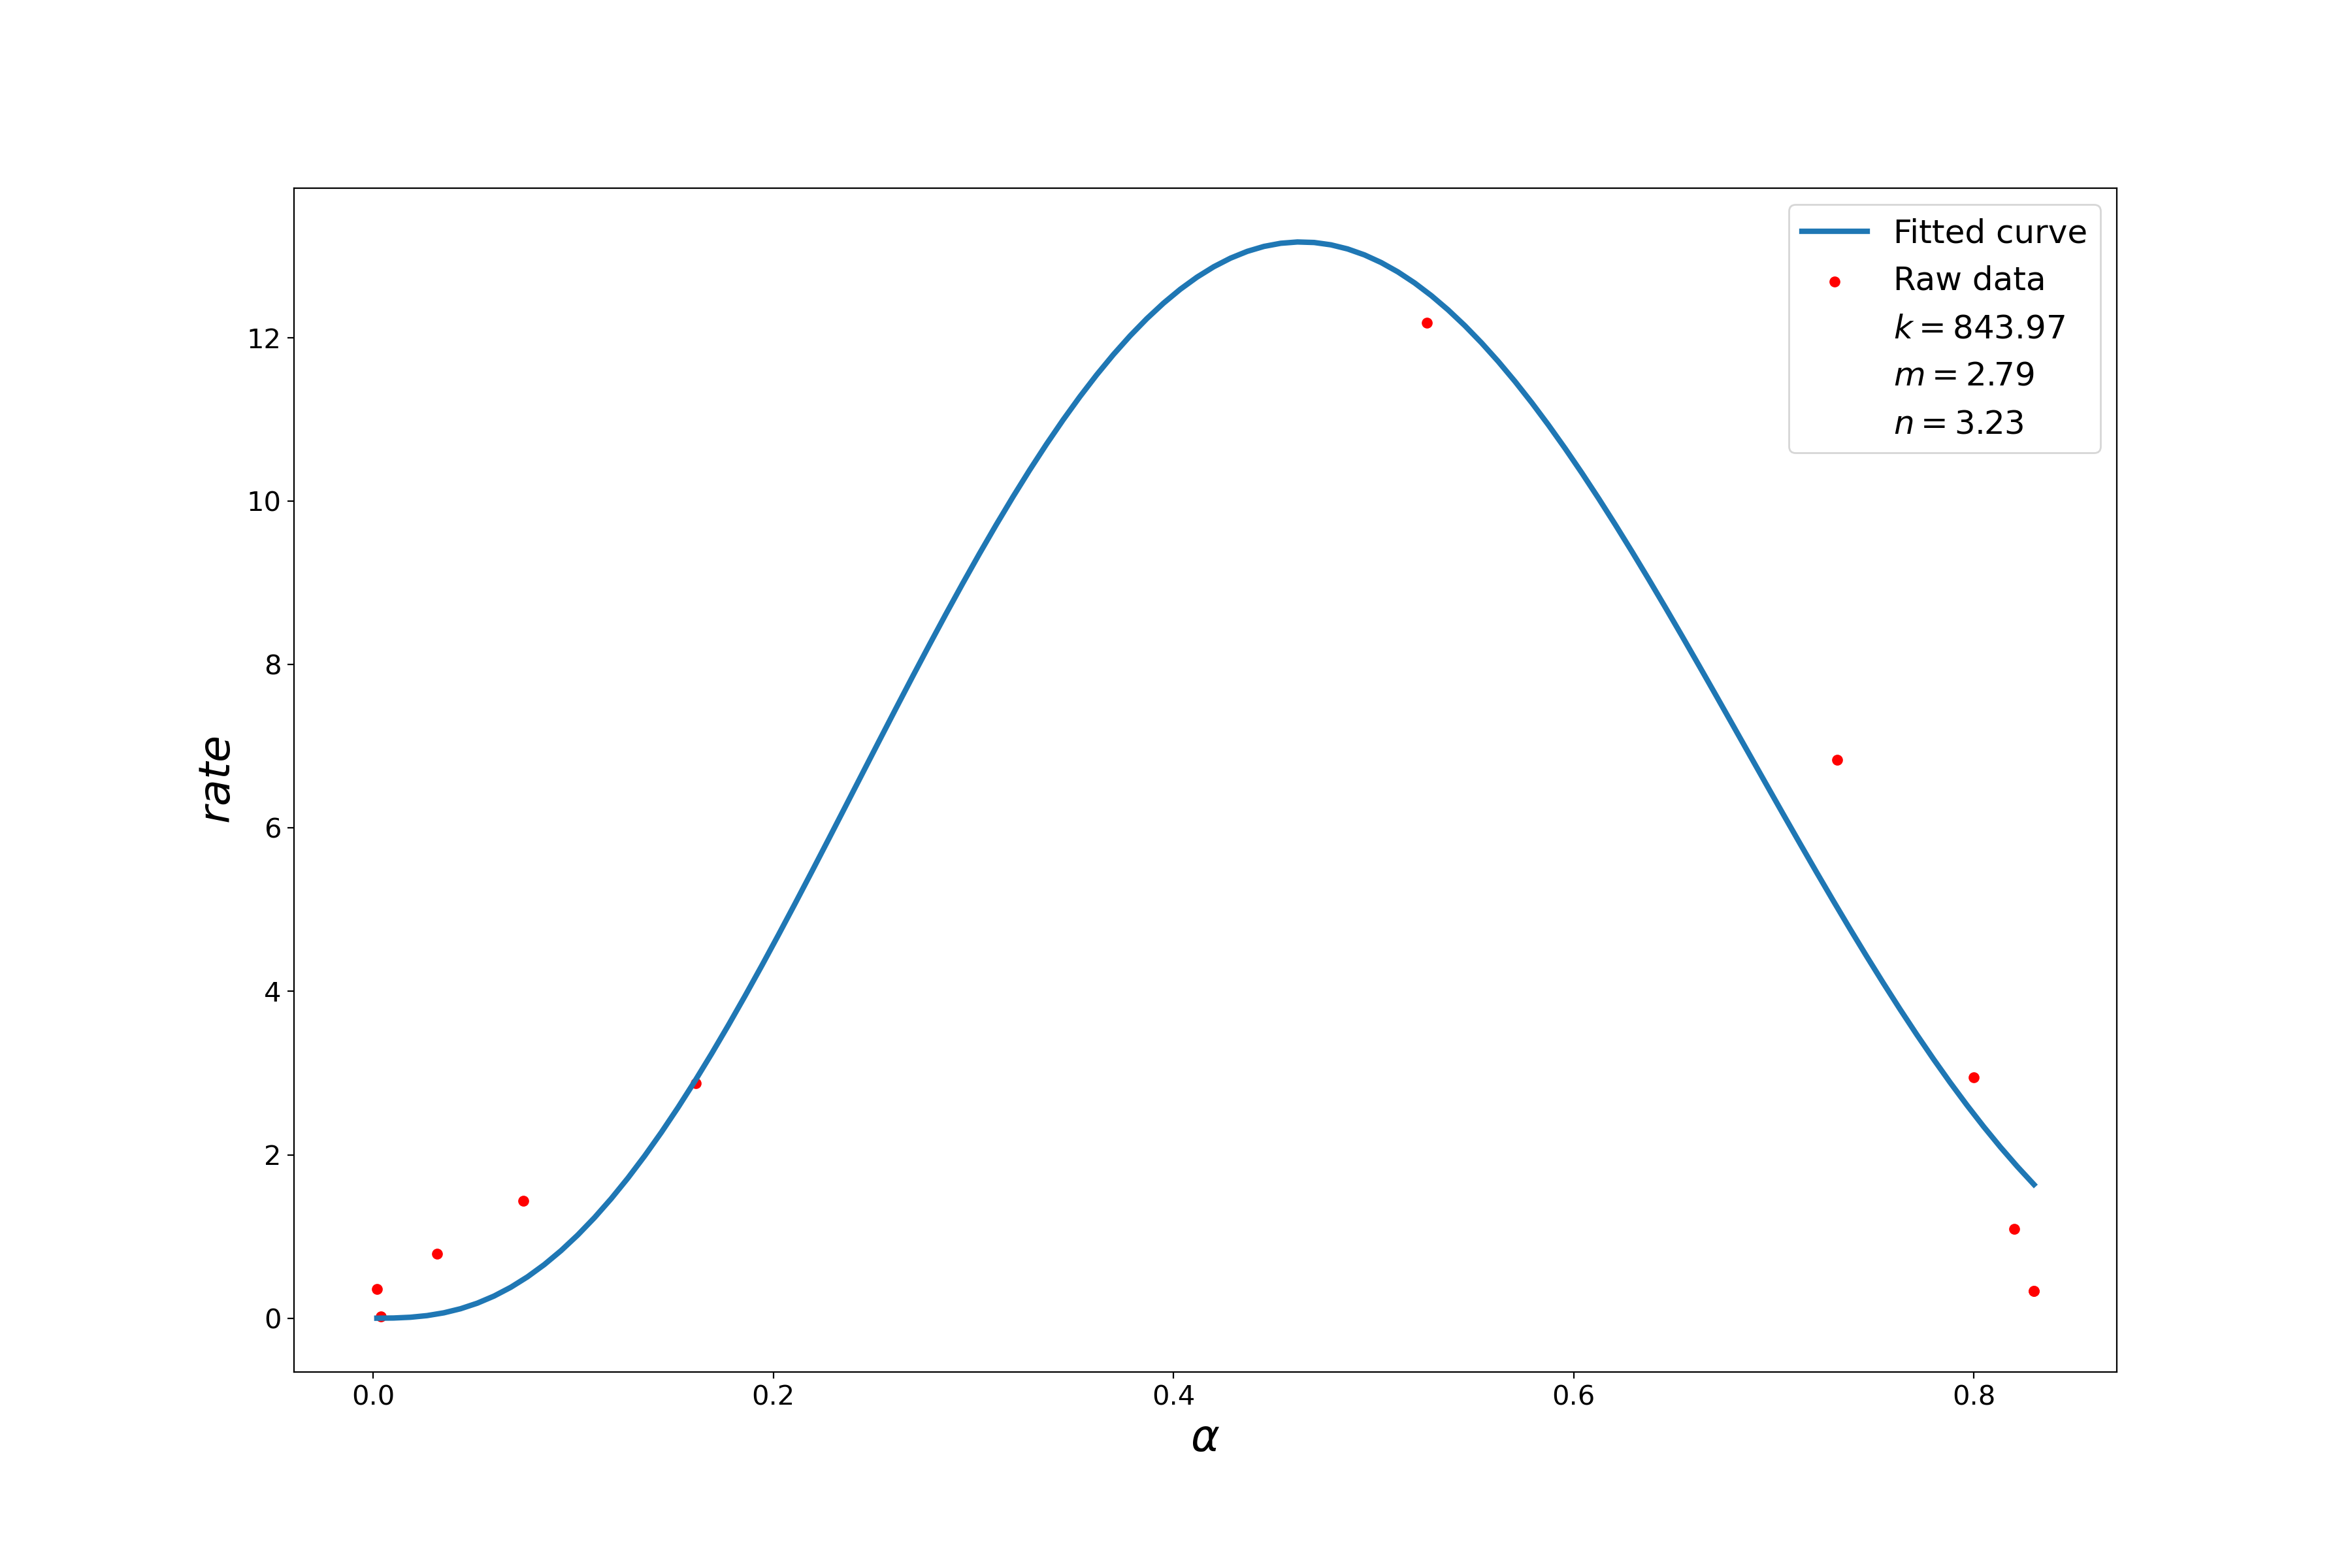 Fitted curve
Raw data
k = 843.97
m = 2.79
n = 3.23
rate
12
10
8
6
4
2
0
0.0 0.2 0.4 0.6 0.8
α